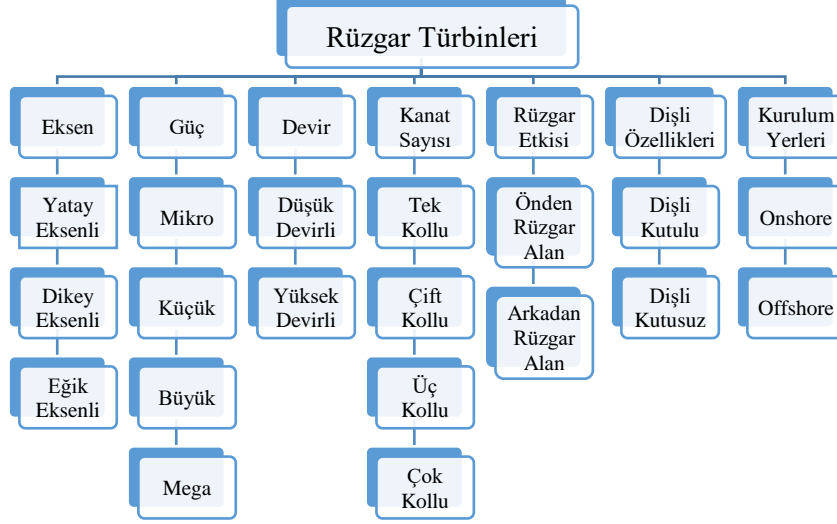 Rüzgar Türbinleri
Eksen
Yatay
Eksenli
Dikey
Eksenli
Eğik
Eksenli
Güç
Mikro
Küçük
Büyük
Mega
Devir
Düşük
Devirli
Yüksek
Devirli
Kanat
Sayısı
Tek
Kollu
Çift
Kollu
Üç
Kollu
Çok
Kollu
Rüzgar
Etkisi
Önden
Rüzgar
Alan
Arkadan
Rüzgar
Alan
Dişli
Özellikleri
Dişli
Kutulu
Dişli
Kutusuz
Kurulum
Yerleri
Onshore
Offshore